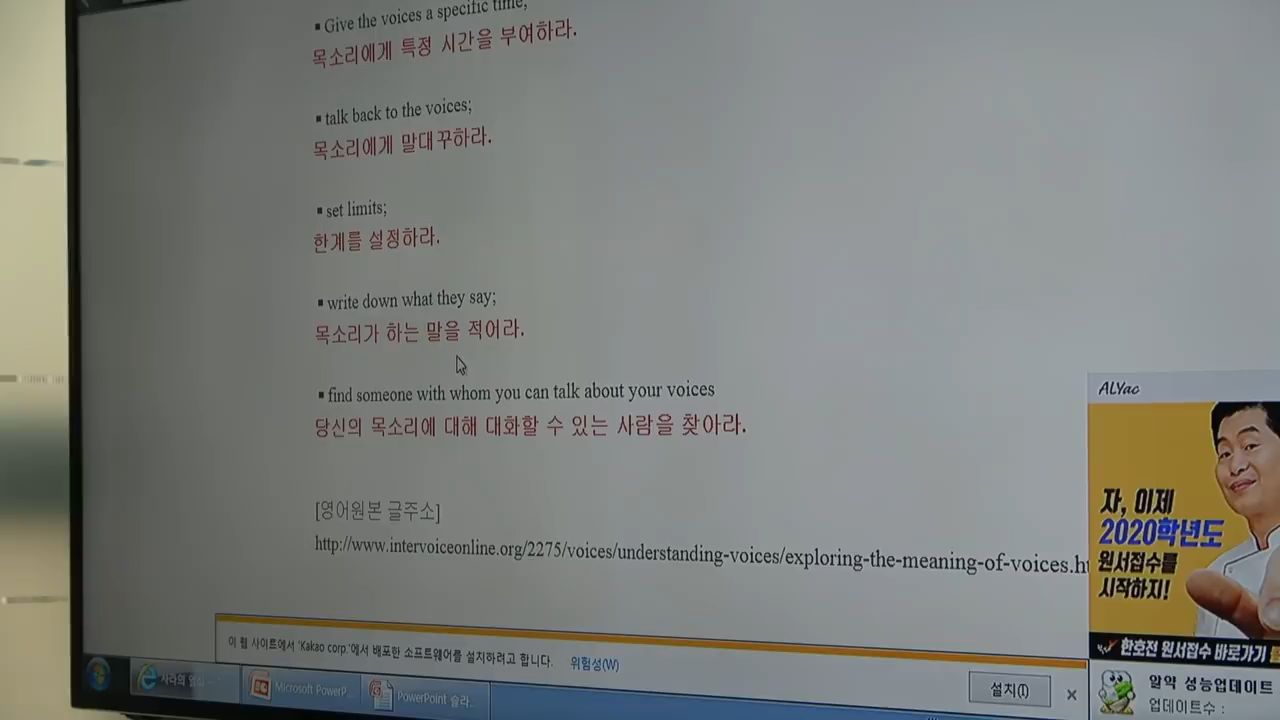 ▪ Give the voices a specific time,
목소리에게 특정 시간을 부여하라.
▪ talk back to the voices;
목소리에게 말대꾸하라.
▪ set limits;
한계를 설정하라.
▪ write down what they say;
목소리가 하는 말을 적어라.
▪ find someone with whom you can talk about your voices
당신의 목소리에 대해 대화할 수 있는 사람을 찾아라.
[영어원본 글주소]
http://www.intervoiceonline.org/2275/voices/understanding-voices/exploring-the-meaning-of-voices.h
ALYac
자, 이제
2020학년도
원서접수를
시작하지!
한호전 원서접수 바로가기
알약 성능업데이트
업데이트수 :
이 웹 사이트에서 'Kakao corp.'에서 배포한 소프트웨어를 설치하려고 합니다. 위험성(W)
설치(I) ×
Microsoft PowerP...
PowerPoint 슬라...